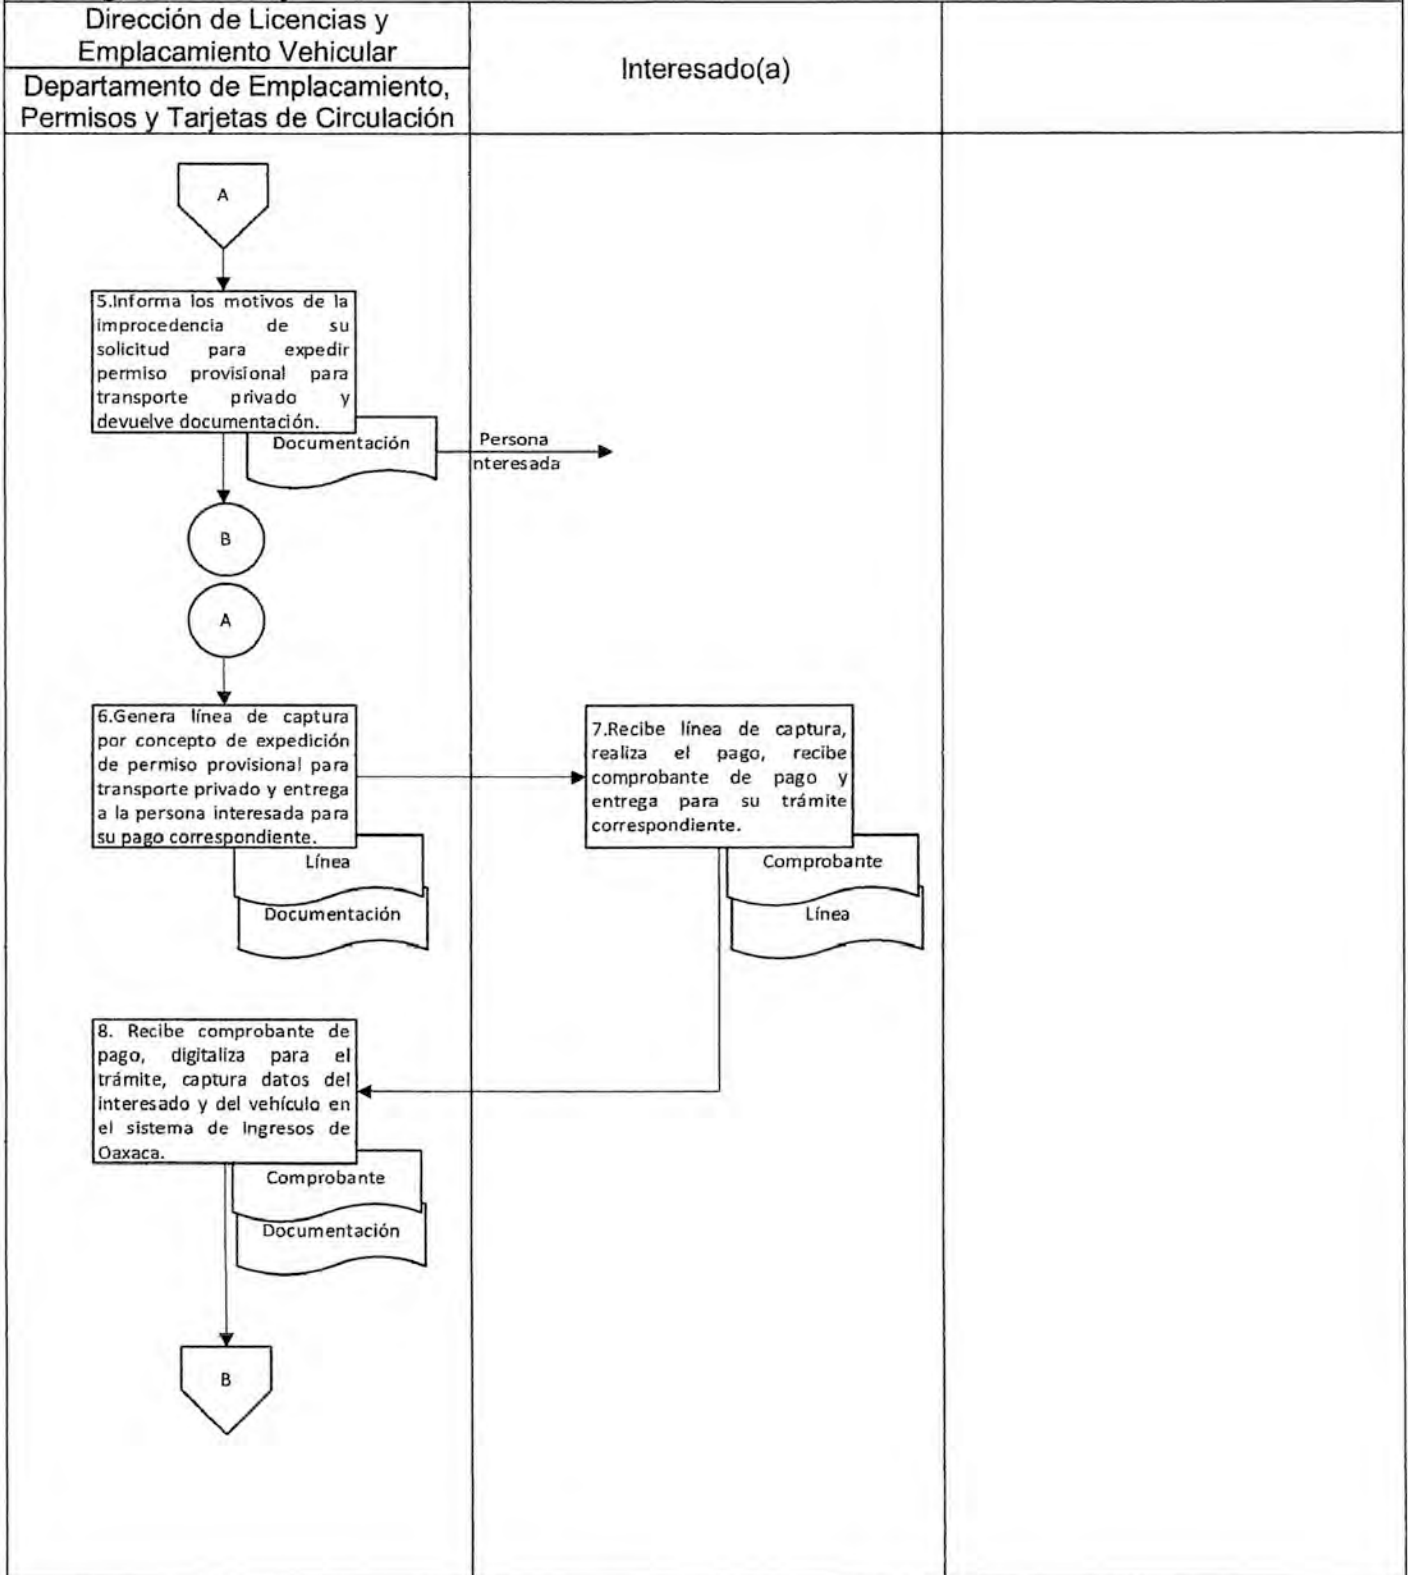 Dirección de Licencias y
Emplacamiento Vehicular
Departamento de Emplacamiento,
Permisos y Tarjetas de Circulación
Interesado(a)
A
5.Informa los motivos de la
improcedencia de su
solicitud para expedir
permiso provisional para
transporte privado y
devuelve documentación.
Documentación
Persona
nteresada
B
A
6.Genera línea de captura
por concepto de expedición
de permiso provisional para
transporte privado y entrega
a la persona interesada para
su pago correspondiente.
Línea
Documentación
7.Recibe línea de captura,
realiza el pago, recibe
comprobante de pago y
entrega para su trámite
correspondiente.
Comprobante
Línea
8. Recibe comprobante de
pago, digitaliza para el
trámite, captura datos del
interesado y del vehículo en
el sistema de Ingresos de
Oaxaca.
Comprobante
Documentación
B